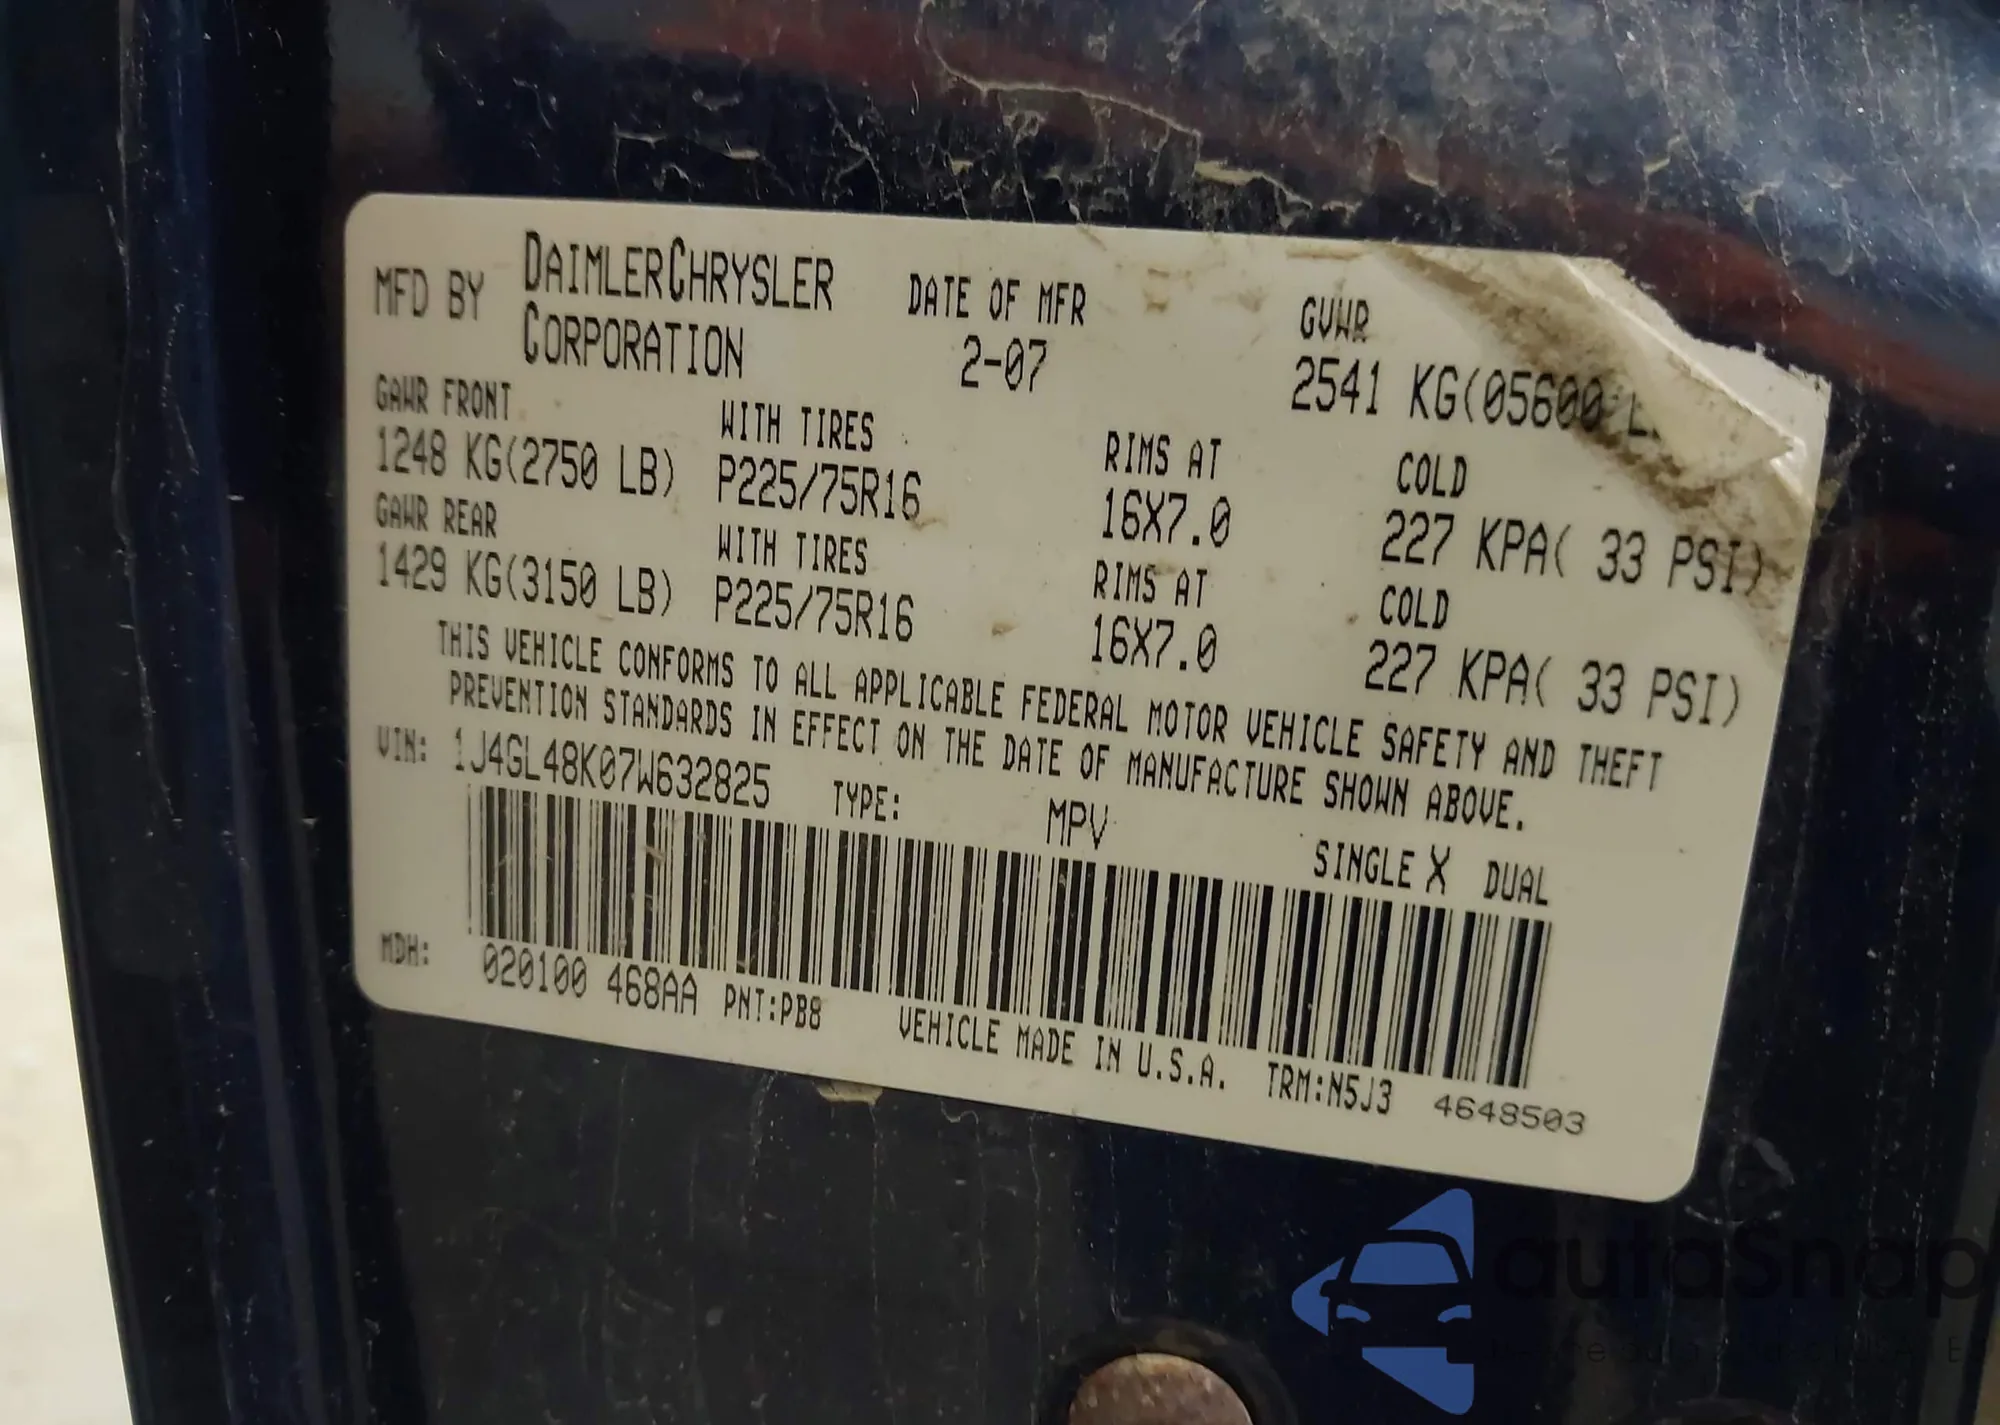 MFD BY DAIMLERCHRYSLER CORPORATION DATE OF MFR 2-07 GVWR
2541 KG(05600
GAWR FRONT WITH TIRES RIMS AT COLD
1248 KG(2750 LB) P225/75R16 16X7.0 227 KPA( 33 PSI)
GAWR REAR WITH TIRES RIMS AT COLD
1429 KG(3150 LB) P225/75R16 16X7.0 227 KPA( 33 PSI)
THIS VEHICLE CONFORMS TO ALL APPLICABLE FEDERAL MOTOR VEHICLE SAFETY AND THEFT
PREVENTION STANDARDS IN EFFECT ON THE DATE OF MANUFACTURE SHOWN ABOVE.
VIN: 1J4GL48K07W632825 TYPE: MPV SINGLE X DUAL
MDH: 020100 468AA PNT:PB8 VEHICLE MADE IN U.S.A. TRM:N5J3 4648503
autoSnap